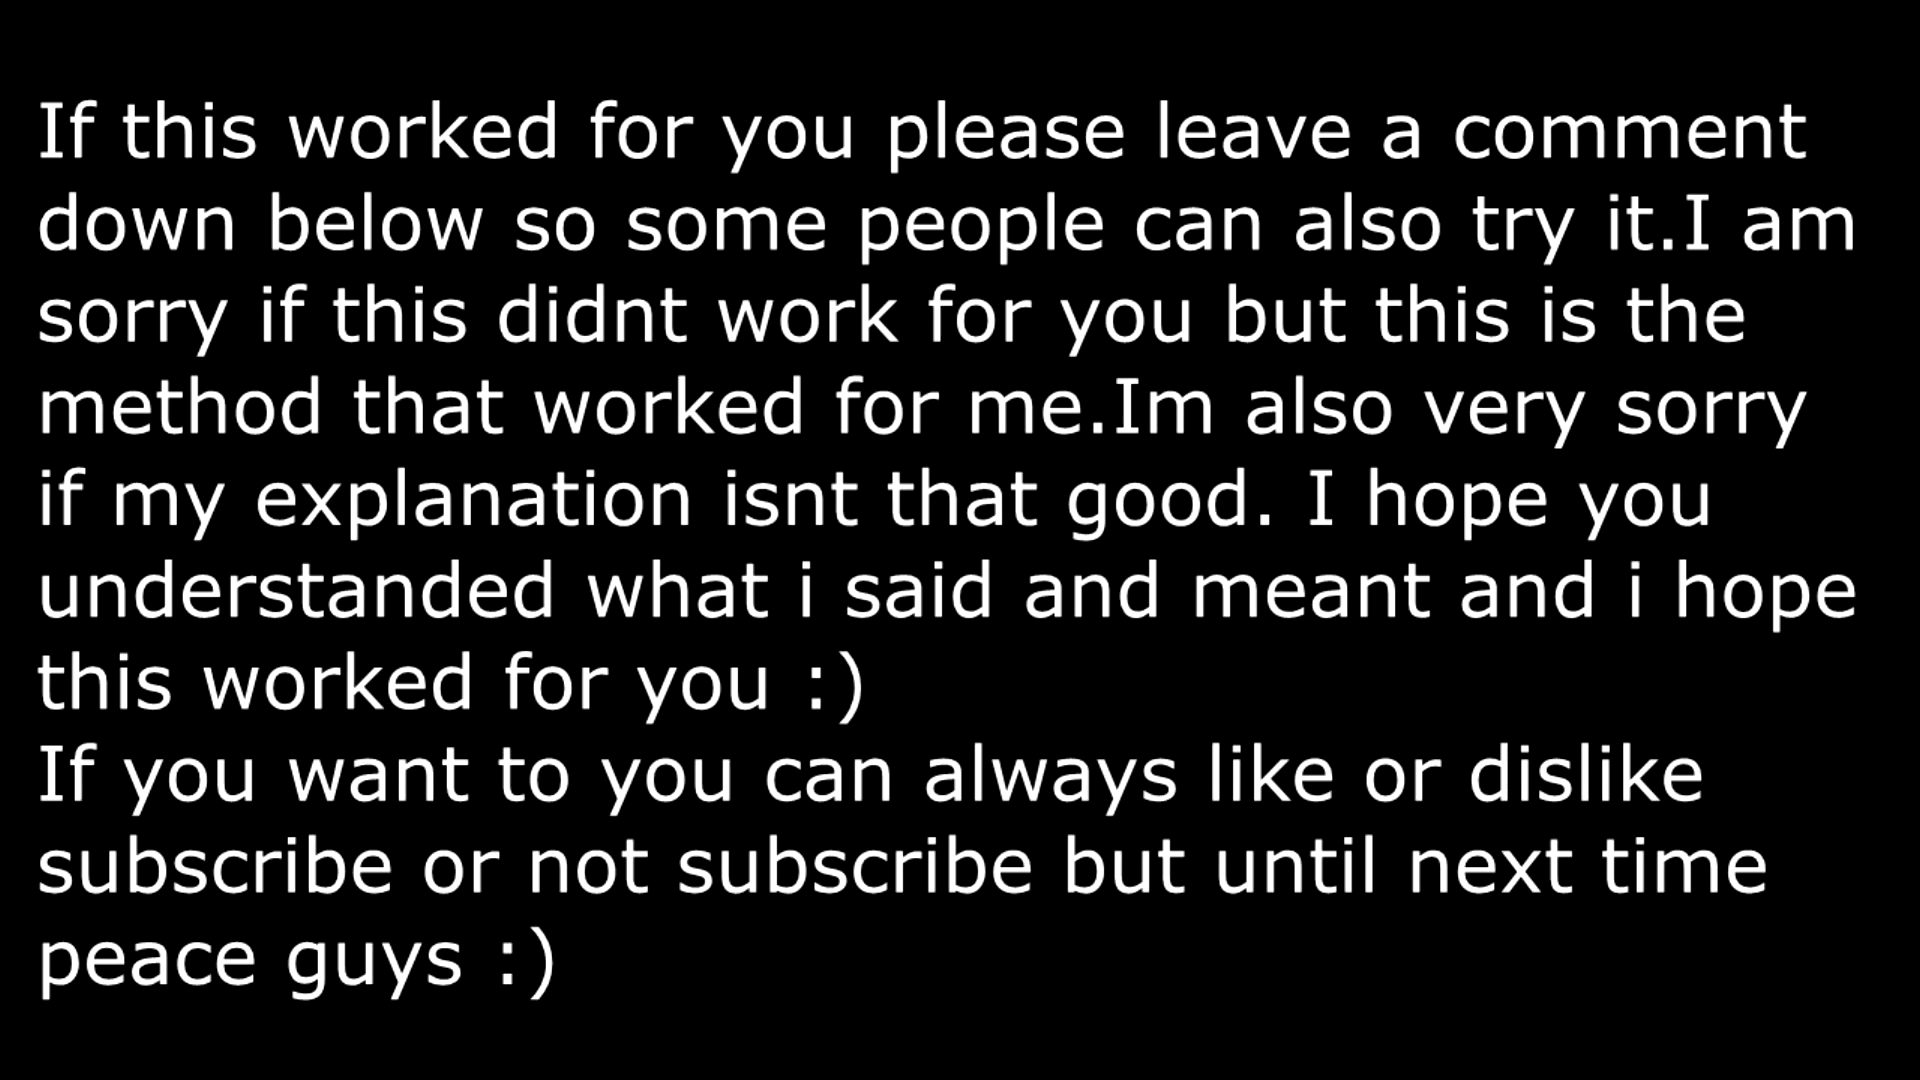 If this worked for you please leave a comment
down below so some people can also try it.I am
sorry if this didnt work for you but this is the
method that worked for me.Im also very sorry
if my explanation isnt that good. I hope you
understanded what i said and meant and i hope
this worked for you :)
If you want to you can always like or dislike
subscribe or not subscribe but until next time
peace guys :)